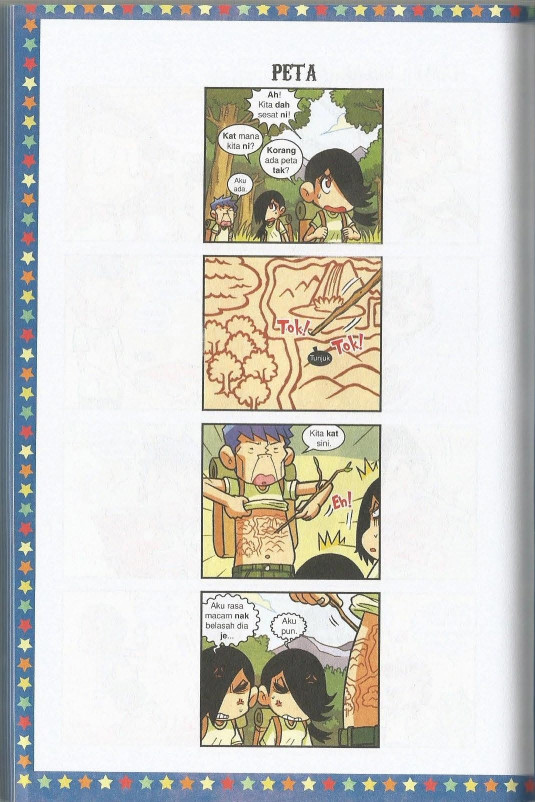 PETA
Ah!
Kita dah
sesat ni!
Kat mana
kita ni?
Korang
ada peta
tak?
Aku
ada.
Tok!
Tok!
Tunjuk
Kita kat
sini.
Eh!
Aku rasa
macam nak
belasah dia
je...
Aku
pun.